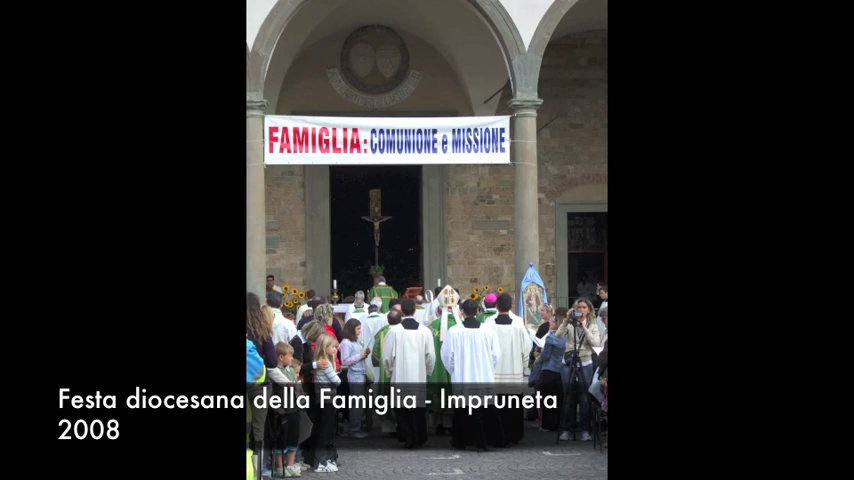 FAMIGLIA: COMUNIONE e MISSIONE
Festa diocesana della Famiglia - Impruneta
2008